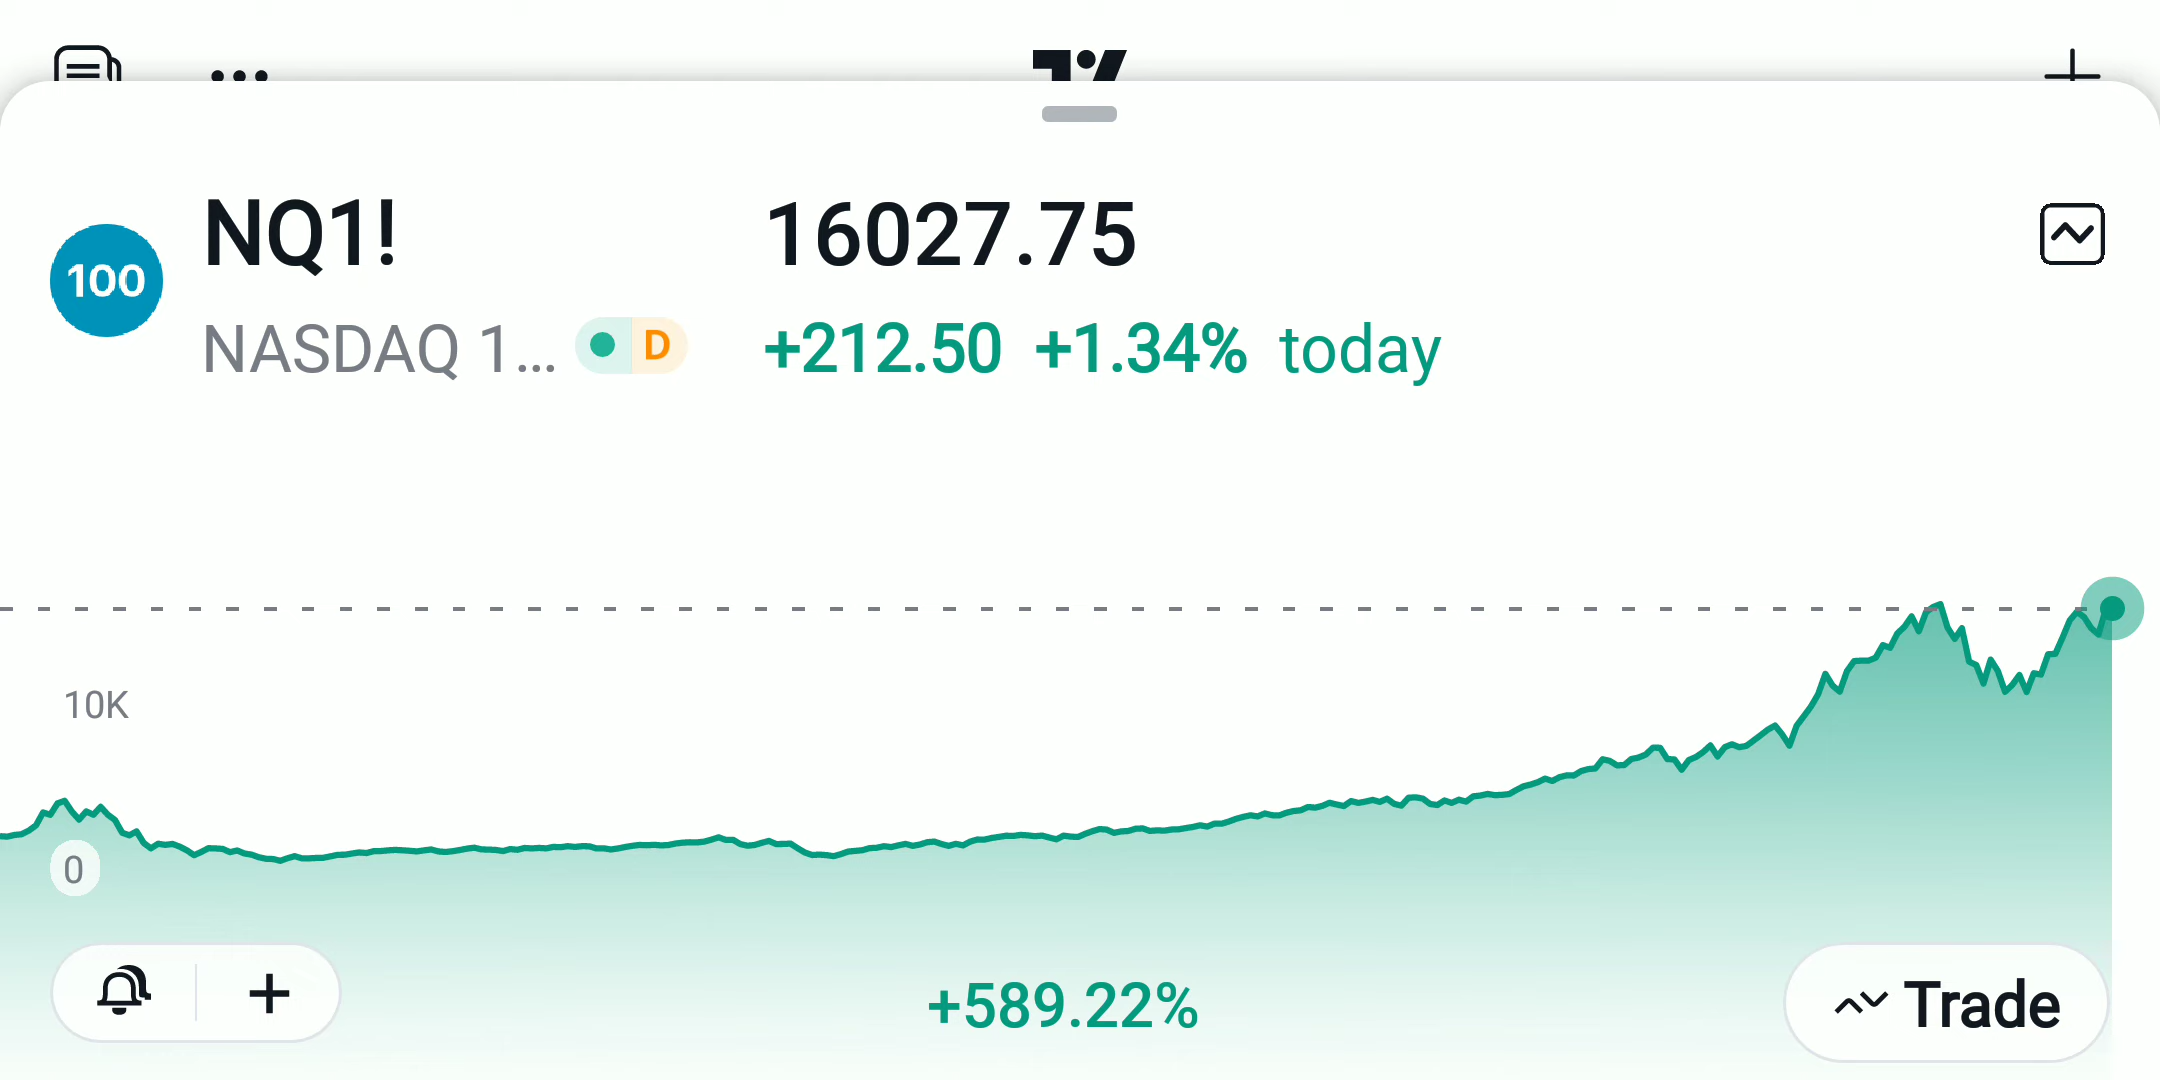 100
NQ1!
16027.75
NASDAQ 1...
D
+212.50 +1.34% today
10K
0
+589.22%
Trade